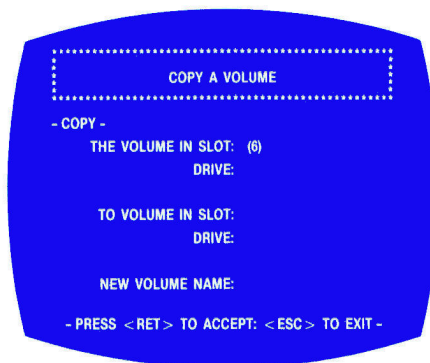 COPY A VOLUME
- COPY -
THE VOLUME IN SLOT: (6)
DRIVE:
TO VOLUME IN SLOT:
DRIVE:
NEW VOLUME NAME:
- PRESS <RET> TO ACCEPT: <ESC> TO EXIT -